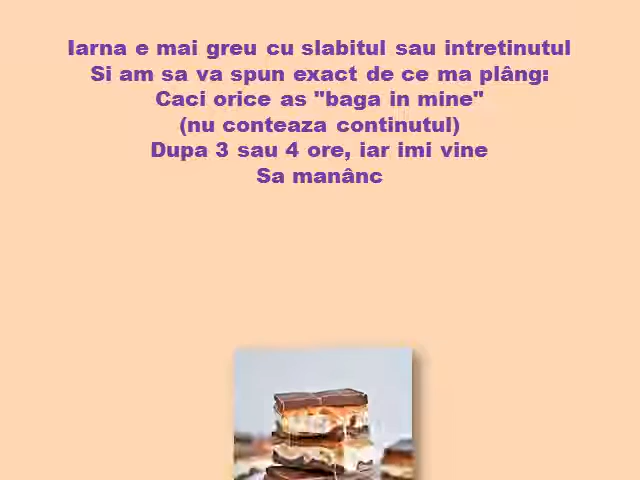 Iarna e mai greu cu slabitul sau intretinutul
Si am sa va spun exact de ce ma plâng:
Caci orice as "baga in mine"
(nu conteaza continutul)
Dupa 3 sau 4 ore, iar imi vine
Sa manânc